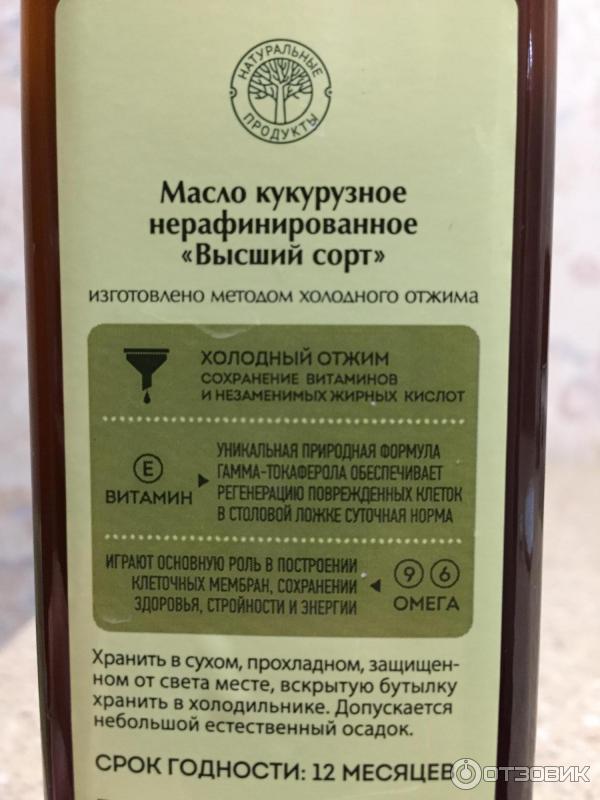 НАТУРАЛЬНЫЕ
ПРОДУКТЫ
Масло кукурузное
нерафинированное
«Высший сорт»
изготовлено методом холодного отжима
ХОЛОДНЫЙ ОТЖИМ
СОХРАНЕНИЕ ВИТАМИНОВ
И НЕЗАМЕНИМЫХ ЖИРНЫХ КИСЛОТ
E
ВИТАМИН
УНИКАЛЬНАЯ ПРИРОДНАЯ ФОРМУЛА
ГАММА-ТОКАФЕРОЛА ОБЕСПЕЧИВАЕТ
РЕГЕНЕРАЦИЮ ПОВРЕЖДЕННЫХ КЛЕТОК
В СТОЛОВОЙ ЛОЖКЕ СУТОЧНАЯ НОРМА
ИГРАЮТ ОСНОВНУЮ РОЛЬ В ПОСТРОЕНИИ
КЛЕТОЧНЫХ МЕМБРАН, СОХРАНЕНИИ
ЗДОРОВЬЯ, СТРОЙНОСТИ И ЭНЕРГИИ
9 6
ОМЕГА
Хранить в сухом, прохладном, защищен-
ном от света месте, вскрытую бутылку
хранить в холодильнике. Допускается
небольшой естественный осадок.
СРОК ГОДНОСТИ: 12 МЕСЯЦЕВ
ОТЗОВИК